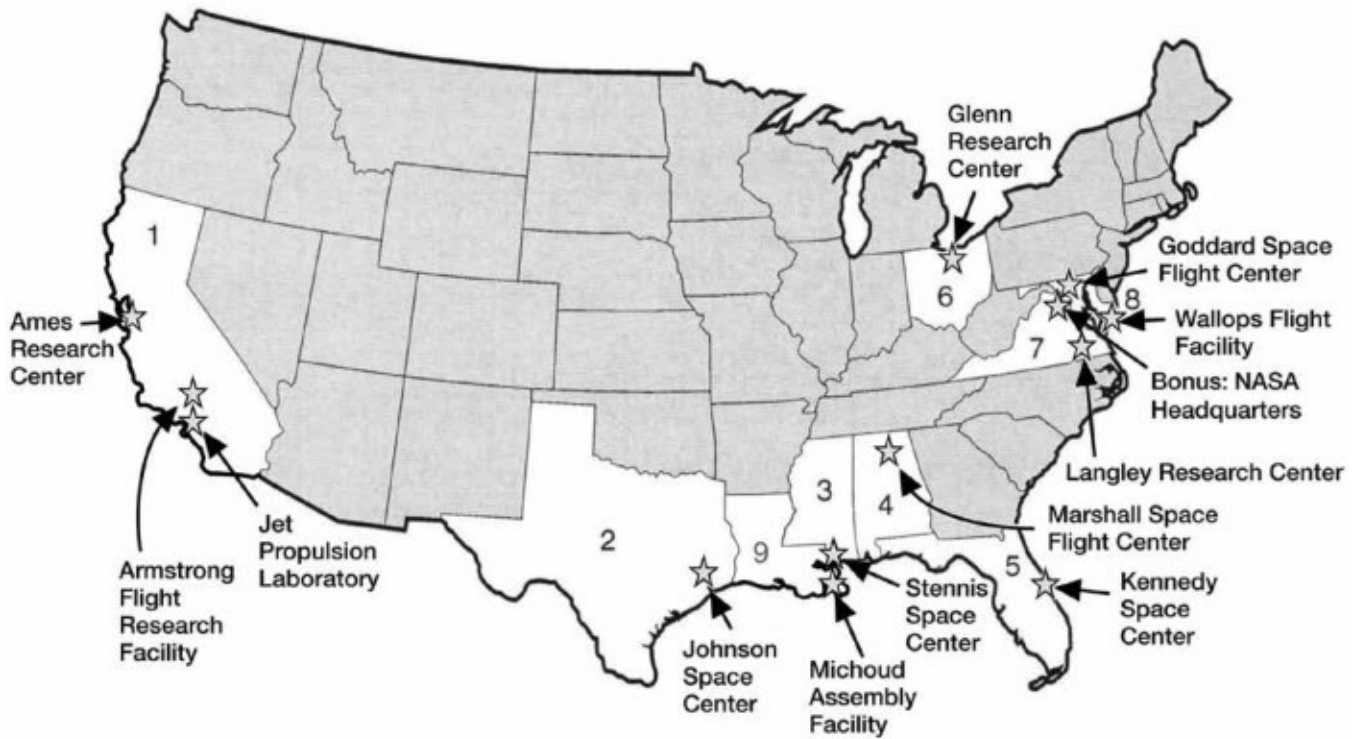 Glenn
Research
Center
1
Goddard Space
Flight Center
6
8
Ames
Research
Center
Wallops Flight
Facility
7
Bonus: NASA
Headquarters
Langley Research Center
3
4
Marshall Space
Flight Center
Jet
Propulsion
Laboratory
2
9
5
Armstrong
Flight
Research
Facility
Stennis
Space
Center
Kennedy
Space
Center
Johnson
Space
Center
Michoud
Assembly
Facility